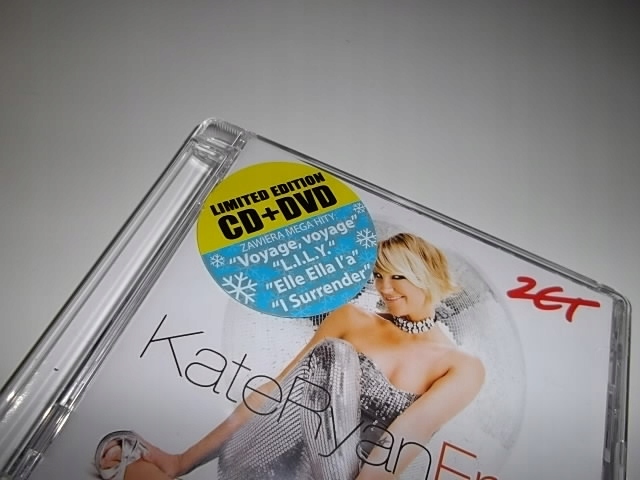 LIMITED EDITION
CD+DVD
ZAWIERA MEGA HITY:
"Voyage, voyage"
"L.I.L.Y."
"Elle Ella l'a"
"I Surrender"
ZET
KateRyan